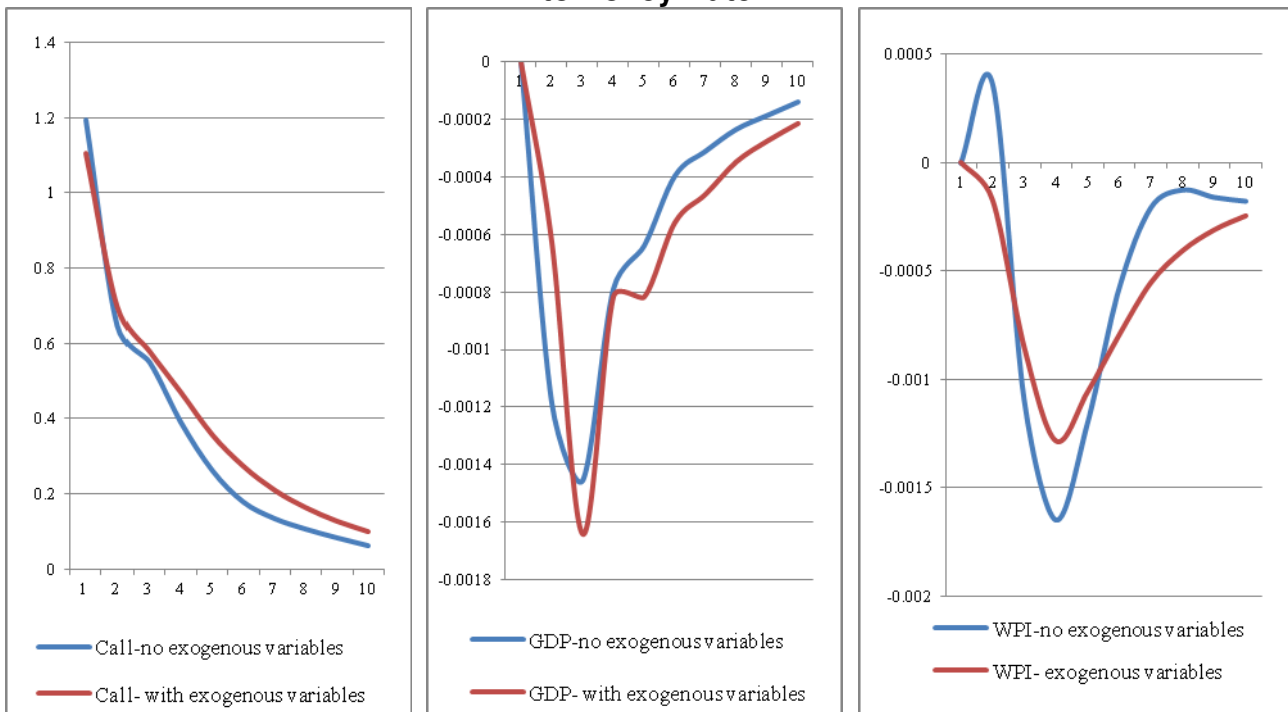 1.4
1.2
1
0.8
0.6
0.4
0.2
0
1 2 3 4 5 6 7 8 9 10
Call-no exogenous variables
Call- with exogenous variables
0
1 2 3 4 5 6 7 8 9 10
-0.0002
-0.0004
-0.0006
-0.0008
-0.001
-0.0012
-0.0014
-0.0016
-0.0018
GDP-no exogenous variables
GDP- with exogenous variables
0.0005
0
1 2 3 4 5 6 7 8 9 10
-0.0005
-0.001
-0.0015
-0.002
WPI-no exogenous variables
WPI- exogenous variables